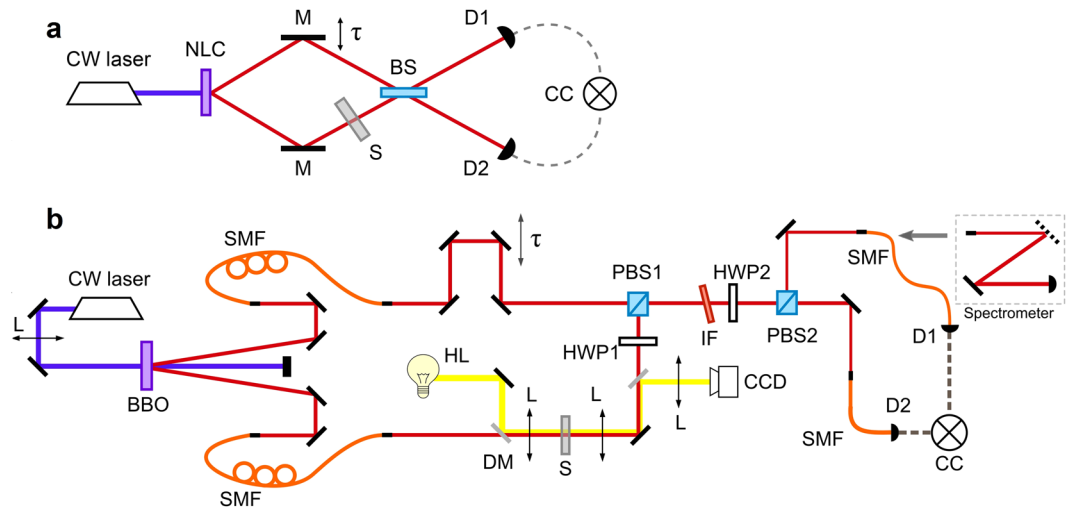 a
CW laser
NLC
M
τ
BS
D1
CC
M
S
D2
b
SMF
τ
CW laser
L
BBO
PBS1
HWP2
SMF
Spectrometer
HL
HWP1
IF
PBS2
D1
CCD
L
L
L
D2
DM
S
SMF
CC
SMF